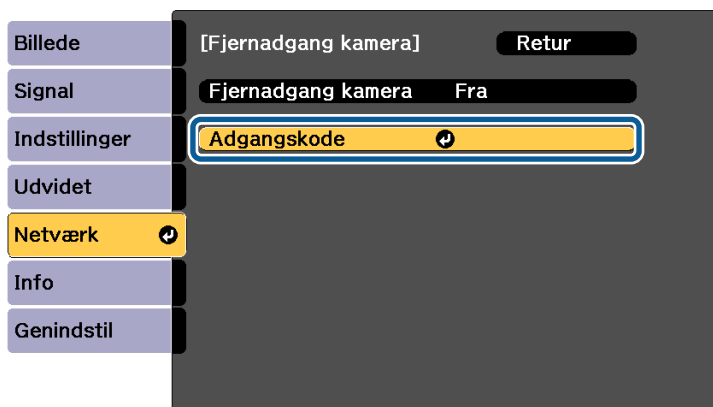 Billede
Signal
Indstillinger
Udvidet
Netværk
Info
Genindstil
[Fjernadgang kamera] Retur
Fjernadgang kamera Fra
Adgangskode